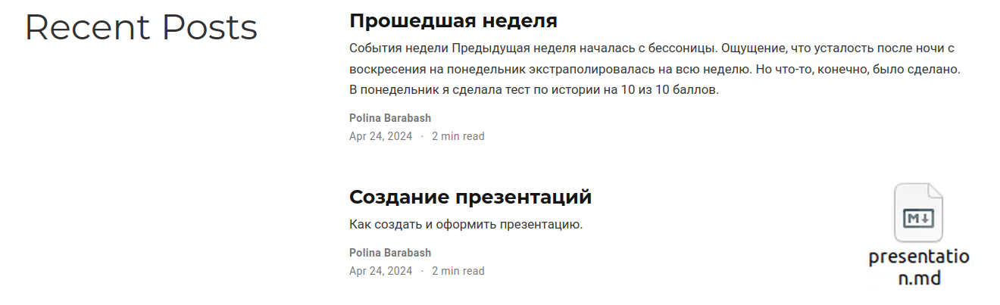 Recent Posts
Прошедшая неделя
События недели Предыдущая неделя началась с бессоницы. Ощущение, что усталость после ночи с
воскресения на понедельник экстраполировалась на всю неделю. Но что-то, конечно, было сделано.
В понедельник я сделала тест по истории на 10 из 10 баллов.
Polina Barabash
Apr 24, 2024 · 2 min read
Создание презентаций
Как создать и оформить презентацию.
Polina Barabash
Apr 24, 2024 · 2 min read
M
presentatio
n.md